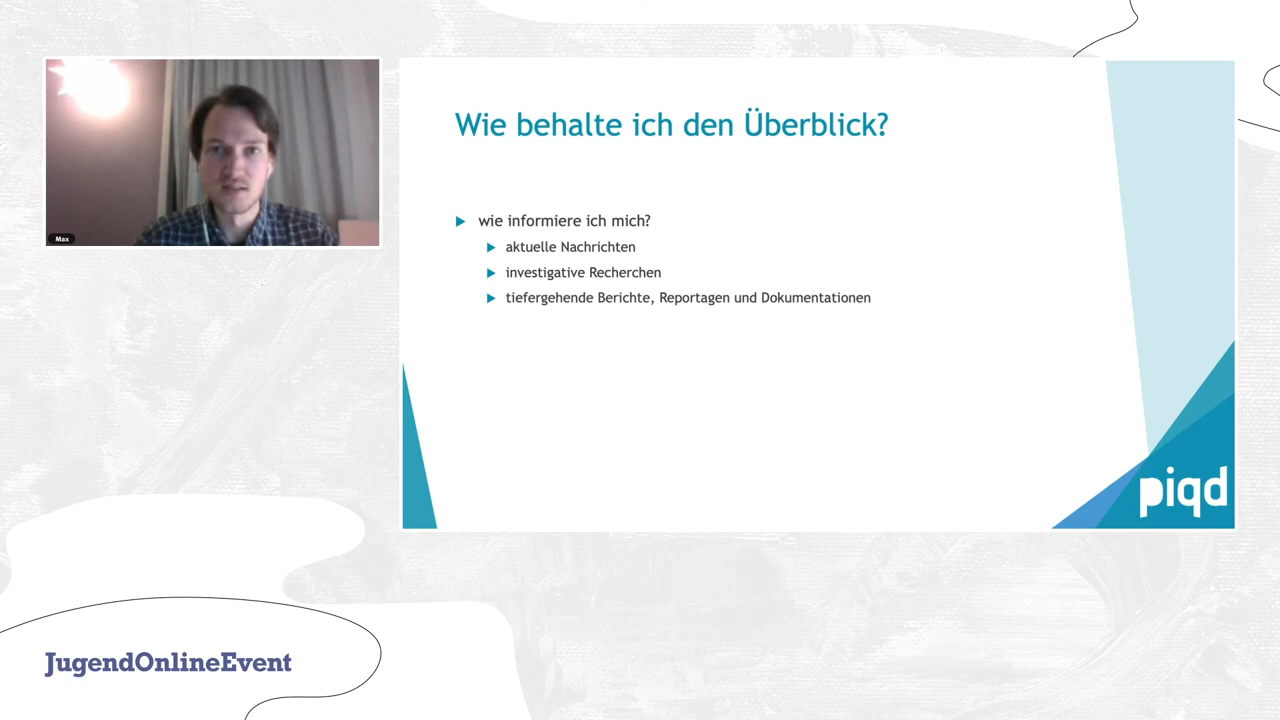 Max
Wie behalte ich den Überblick?
wie informiere ich mich?
aktuelle Nachrichten
investigative Recherchen
tiefergehende Berichte, Reportagen und Dokumentationen
piqd
JugendOnlineEvent